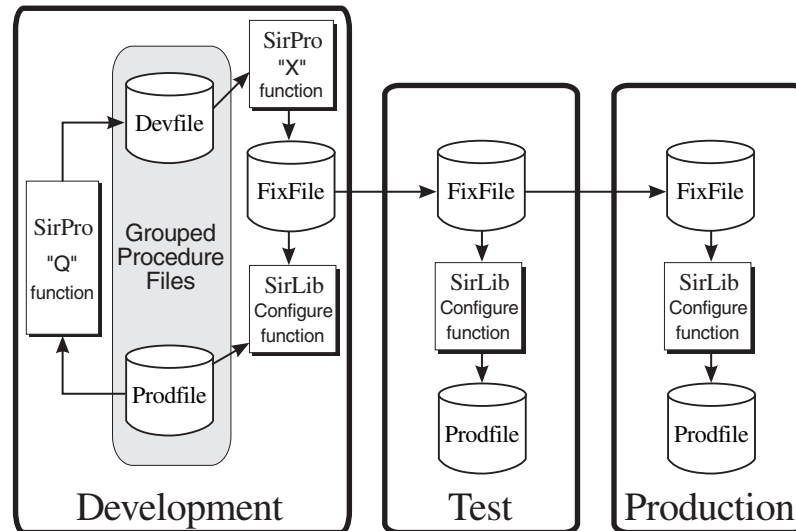 SirPro
"X"
function
Devfile
FixFile
SirPro
"Q"
function
Grouped
Procedure
Files
SirLib
Configure
function
Prodfile
Development
FixFile
SirLib
Configure
function
Prodfile
Test
FixFile
SirLib
Configure
function
Prodfile
Production